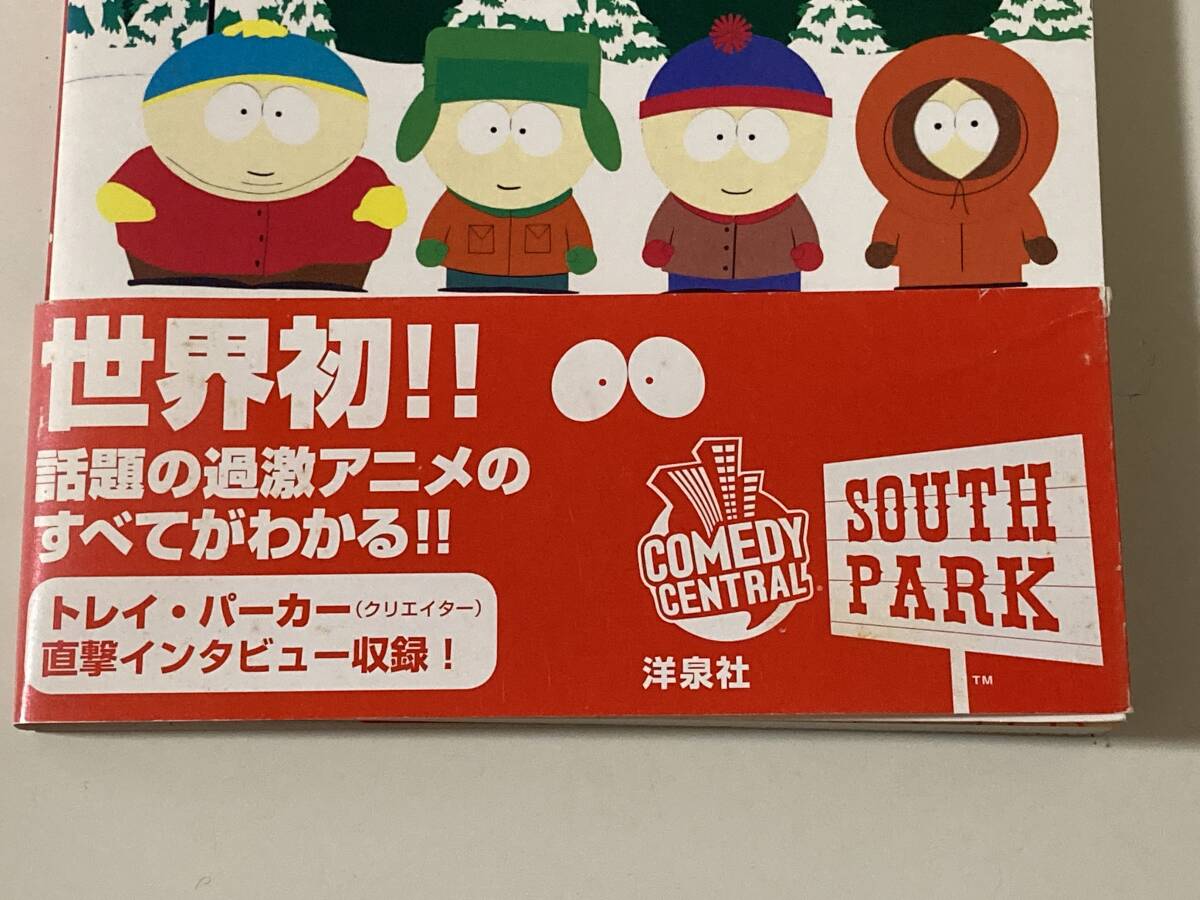 世界初!!
話題の過激アニメの
すべてがわかる!!
トレイ・パーカー(クリエイター)
直撃インタビュー収録!
COMEDY
CENTRAL
洋泉社
SOUTH
PARK
TM